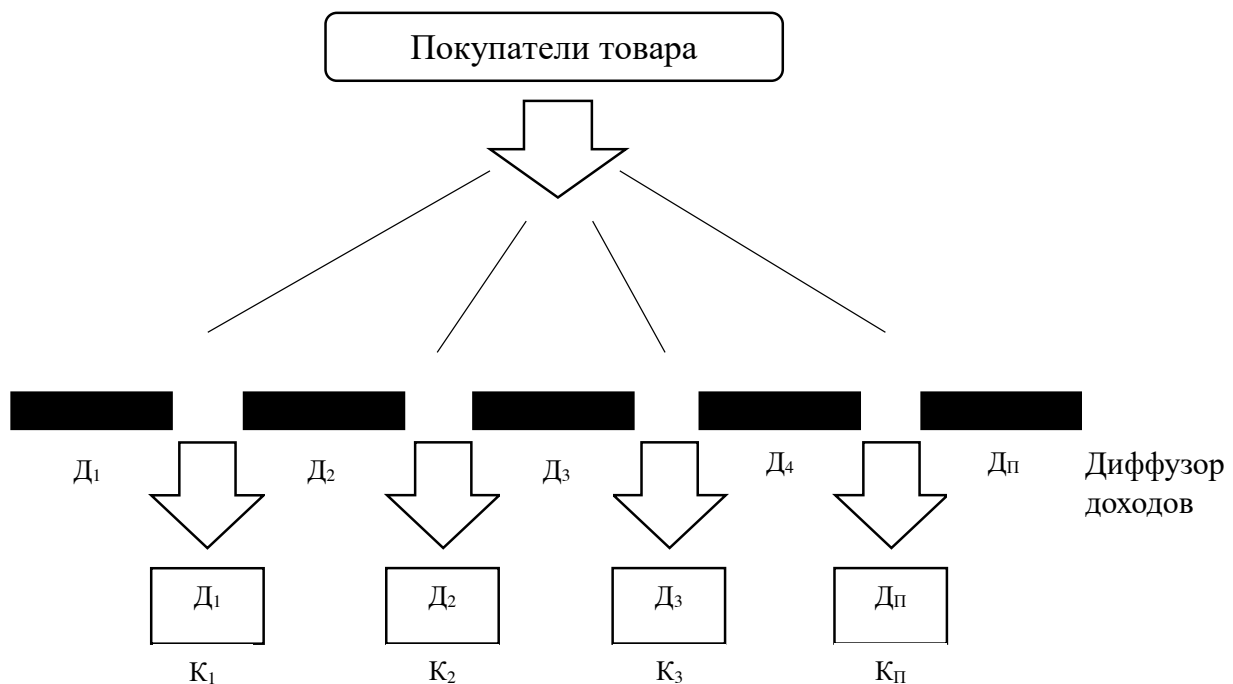 Покупатели товара
Д₁ Д₂ Д₃ Д₄ Дп Диффузор
доходов
Д₁ Д₂ Д₃ Дп
К₁ К₂ К₃ Кп